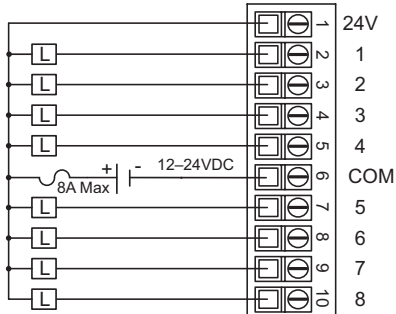 1 24V
L 2 1
L 3 2
L 4 3
L 5 4
8A Max + - 12–24VDC 6 COM
L 7 5
L 8 6
L 9 7
L 10 8